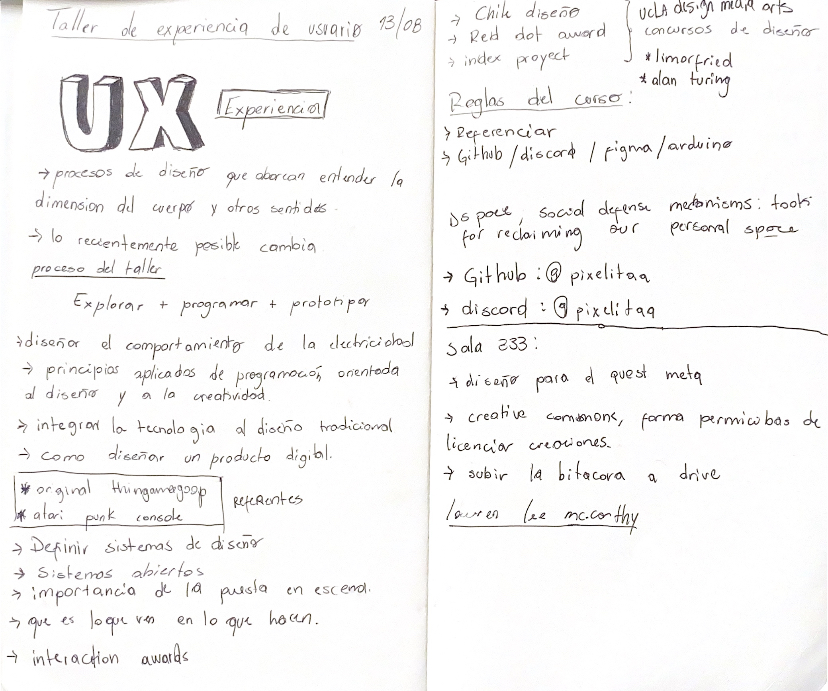 Taller de experiencia de usuario 13/08
UX
Experiencia
→ procesos de diseño que abarcan entender la
dimension del cuerpo y otros sentidos.
→ lo recientemente posible cambia
proceso del taller
Explorar + programar + prototipar
→ diseñar el comportamiento de la electricidad
→ principios aplicados de programación orientada
al diseño y a la creatividad.
→ integrar la tecnologia al diseño tradicional
→ como diseñar un producto digital.
* orginal thingamagoop
* atari punk console
REFERENTES
→ Definir sistemas de diseño
→ Sistemas abiertos
→ importancia de la puesta en escena.
→ que es lo que ven en lo que hacen.
→ interaction awards
→ Chile diseño
→ Red dot award
→ index proyect
UCLA design media arts
concursos de diseño
* limor fried
* alan turing
Reglas del curso:
→ Referenciar
→ Github / discord / figma / arduino
space, social defense mechanisms: tools
for reclaiming our personal space
→ Github : @pixelitaa
→ discord : @pixelitaa
Sala 233:
→ diseño para el quest meta
→ creative commons, forma de
licenciar creaciones.
→ subir la bitacora a drive
lauren lee mccarthy